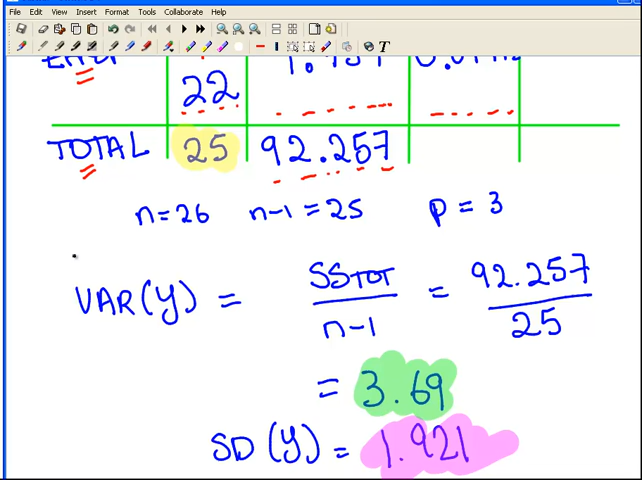 File Edit View Insert Format Tools Collaborate Help
T
22
TOTAL 25 92.257
n=26 n-1=25 p = 3
VAR(Y) = SSTOT / n-1 = 92.257 / 25
= 3.69
SD (Y) = 1.921